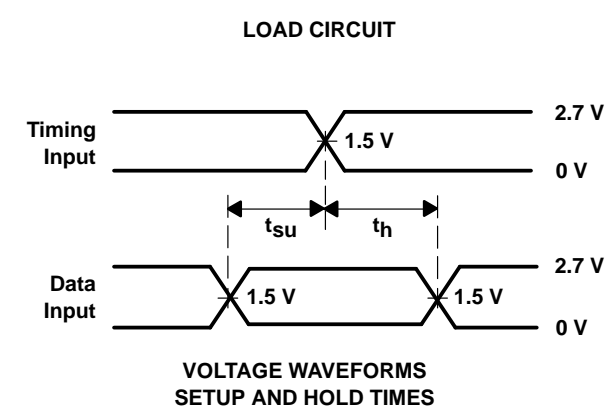 LOAD CIRCUIT
Timing
Input
1.5 V
2.7 V
0 V
tsu
th
Data
Input
1.5 V
1.5 V
2.7 V
0 V
VOLTAGE WAVEFORMS
SETUP AND HOLD TIMES